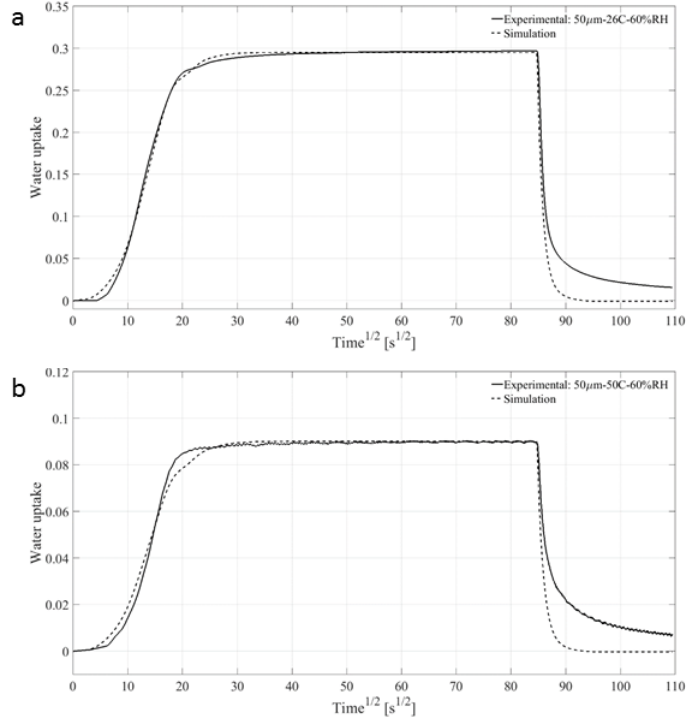 a
Experimental: 50μm-26C-60%RH
Simulation
0.35
0.3
0.25
0.2
0.15
0.1
0.05
0
Water uptake
0 10 20 30 40 50 60 70 80 90 100 110
Time1/2 [s1/2]
b
Experimental: 50μm-50C-60%RH
Simulation
0.12
0.1
0.08
0.06
0.04
0.02
0
Water uptake
0 10 20 30 40 50 60 70 80 90 100 110
Time1/2 [s1/2]